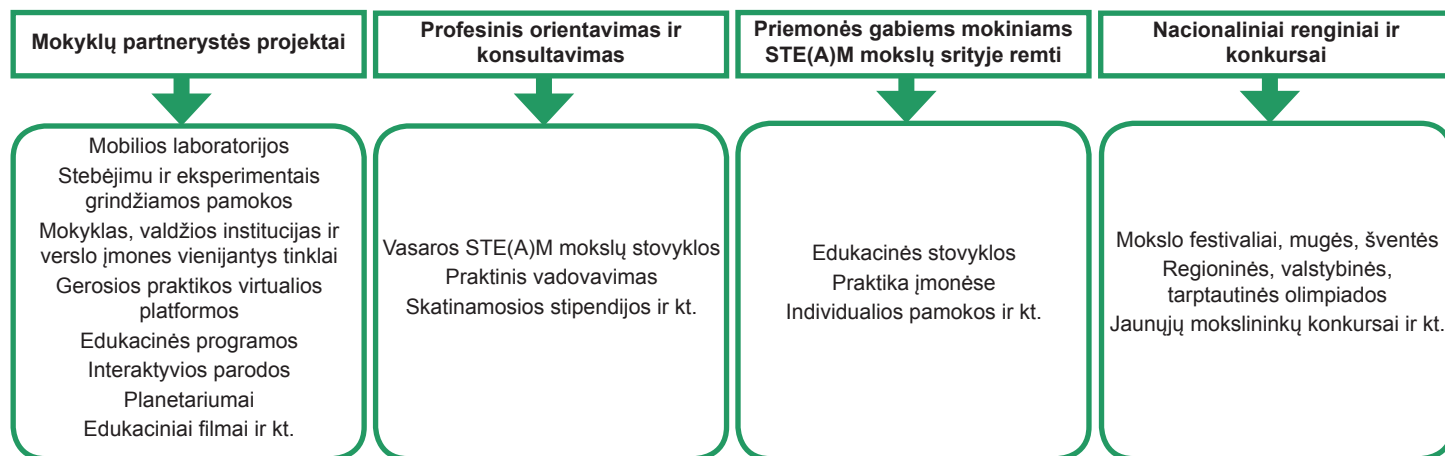 Mokyklų partnerystės projektai
Profesinis orientavimas ir
konsultavimas
Priemonės gabiems mokiniams
STE(A)M mokslų srityje remti
Nacionaliniai renginiai ir
konkursai
Mobilios laboratorijos
Stebėjimu ir eksperimentais
grindžiamos pamokos
Mokyklas, valdžios institucijas ir
verslo įmones vienijantys tinklai
Gerosios praktikos virtualios
platformos
Edukacinės programos
Interaktyvios parodos
Planetariumai
Edukaciniai filmai ir kt.
Vasaros STE(A)M mokslų stovyklos
Praktinis vadovavimas
Skatinamosios stipendijos ir kt.
Edukacinės stovyklos
Praktika įmonėse
Individualios pamokos ir kt.
Mokslo festivaliai, mugės, šventės
Regioninės, valstybinės,
tarptautinės olimpiados
Jaunųjų mokslininkų konkursai ir kt.